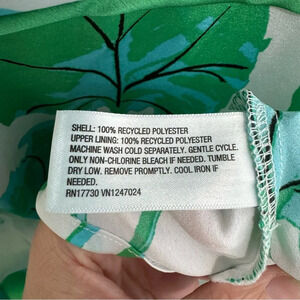 SHELL: 100% RECYCLED POLYESTER
UPPER LINING: 100% RECYCLED POLYESTER
MACHINE WASH COLD SEPARATELY. GENTLE CYCLE.
ONLY NON-CHLORINE BLEACH IF NEEDED. TUMBLE
DRY LOW. REMOVE PROMPTLY. COOL IRON IF
NEEDED.
RN17730 VN1247024